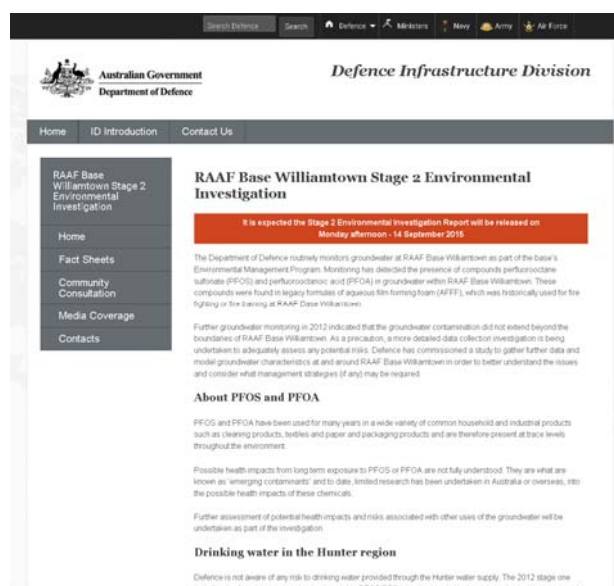 Search Defence
Search
Defence
Ministers
Navy
Army
Air Force
Australian Government
Department of Defence
Defence Infrastructure Division
Home
ID Introduction
Contact Us
RAAF Base
Williamtown Stage 2
Environmental
Investigation
Home
Fact Sheets
Community
Consultation
Media Coverage
Contacts
RAAF Base Williamtown Stage 2 Environmental
Investigation
It is expected the Stage 2 Environmental Investigation Report will be released on
Monday afternoon - 14 September 2015
The Department of Defence routinely monitors groundwater at RAAF Base Williamtown as part of the base's
Environmental Management Program. Monitoring has detected the presence of compounds perfluorooctane
sulfonate (PFOS) and perfluorooctanoic acid (PFOA) in groundwater within RAAF Base Williamtown. These
compounds were found in legacy formulas of aqueous film forming foam (AFFF), which was historically used for fire
fighting or fire training at RAAF Base Williamtown.
Further groundwater monitoring in 2012 indicated that the groundwater contamination did not extend beyond the
boundaries of RAAF Base Williamtown. As a precaution, a more detailed data collection investigation is being
undertaken to adequately assess any potential risks. Defence has commissioned a study to gather further data and
model groundwater characteristics at and around RAAF Base Williamtown in order to better understand the issues
and consider what management strategies (if any) may be required.
About PFOS and PFOA
PFOS and PFOA have been used for many years in a wide variety of common household and industrial products
such as cleaning products, textiles and paper and packaging products and are therefore present at trace levels
throughout the environment.
Possible health impacts from long term exposure to PFOS or PFOA are not fully understood. They are what are
known as 'emerging contaminants' and to date, limited research has been undertaken in Australia or overseas, into
the possible health impacts of these chemicals.
Further assessment of potential health impacts and risks associated with other uses of the groundwater will be
undertaken as part of the investigation.
Drinking water in the Hunter region
Defence is not aware of any risk to drinking water provided through the Hunter water supply. The 2012 stage one